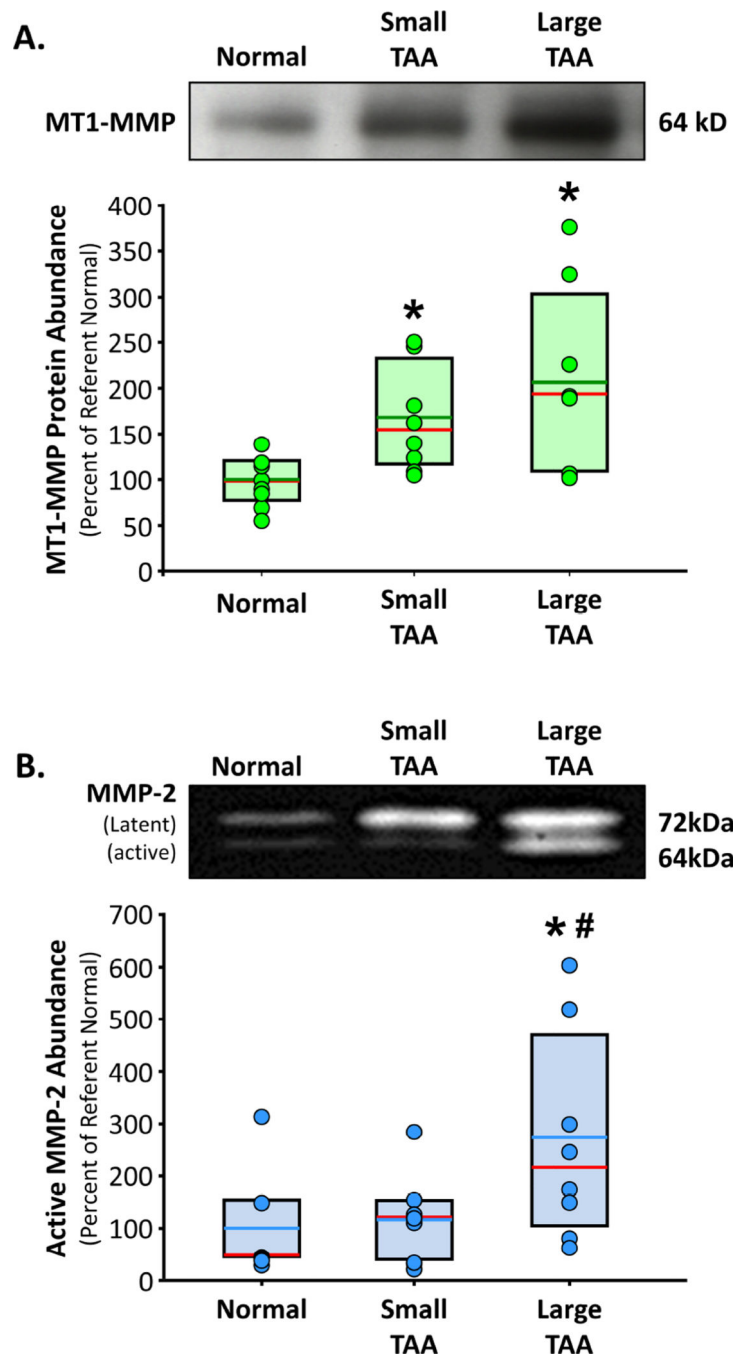 A.
Normal
Small
TAA
Large
TAA
MT1-MMP
64 kD
MT1-MMP Protein Abundance
(Percent of Referent Normal)
400
350
300
250
200
150
100
50
0
*
*
Normal
Small
TAA
Large
TAA
B.
Normal
Small
TAA
Large
TAA
MMP-2
(Latent)
(active)
72kDa
64kDa
Active MMP-2 Abundance
(Percent of Referent Normal)
700
600
500
400
300
200
100
0
* #
Normal
Small
TAA
Large
TAA